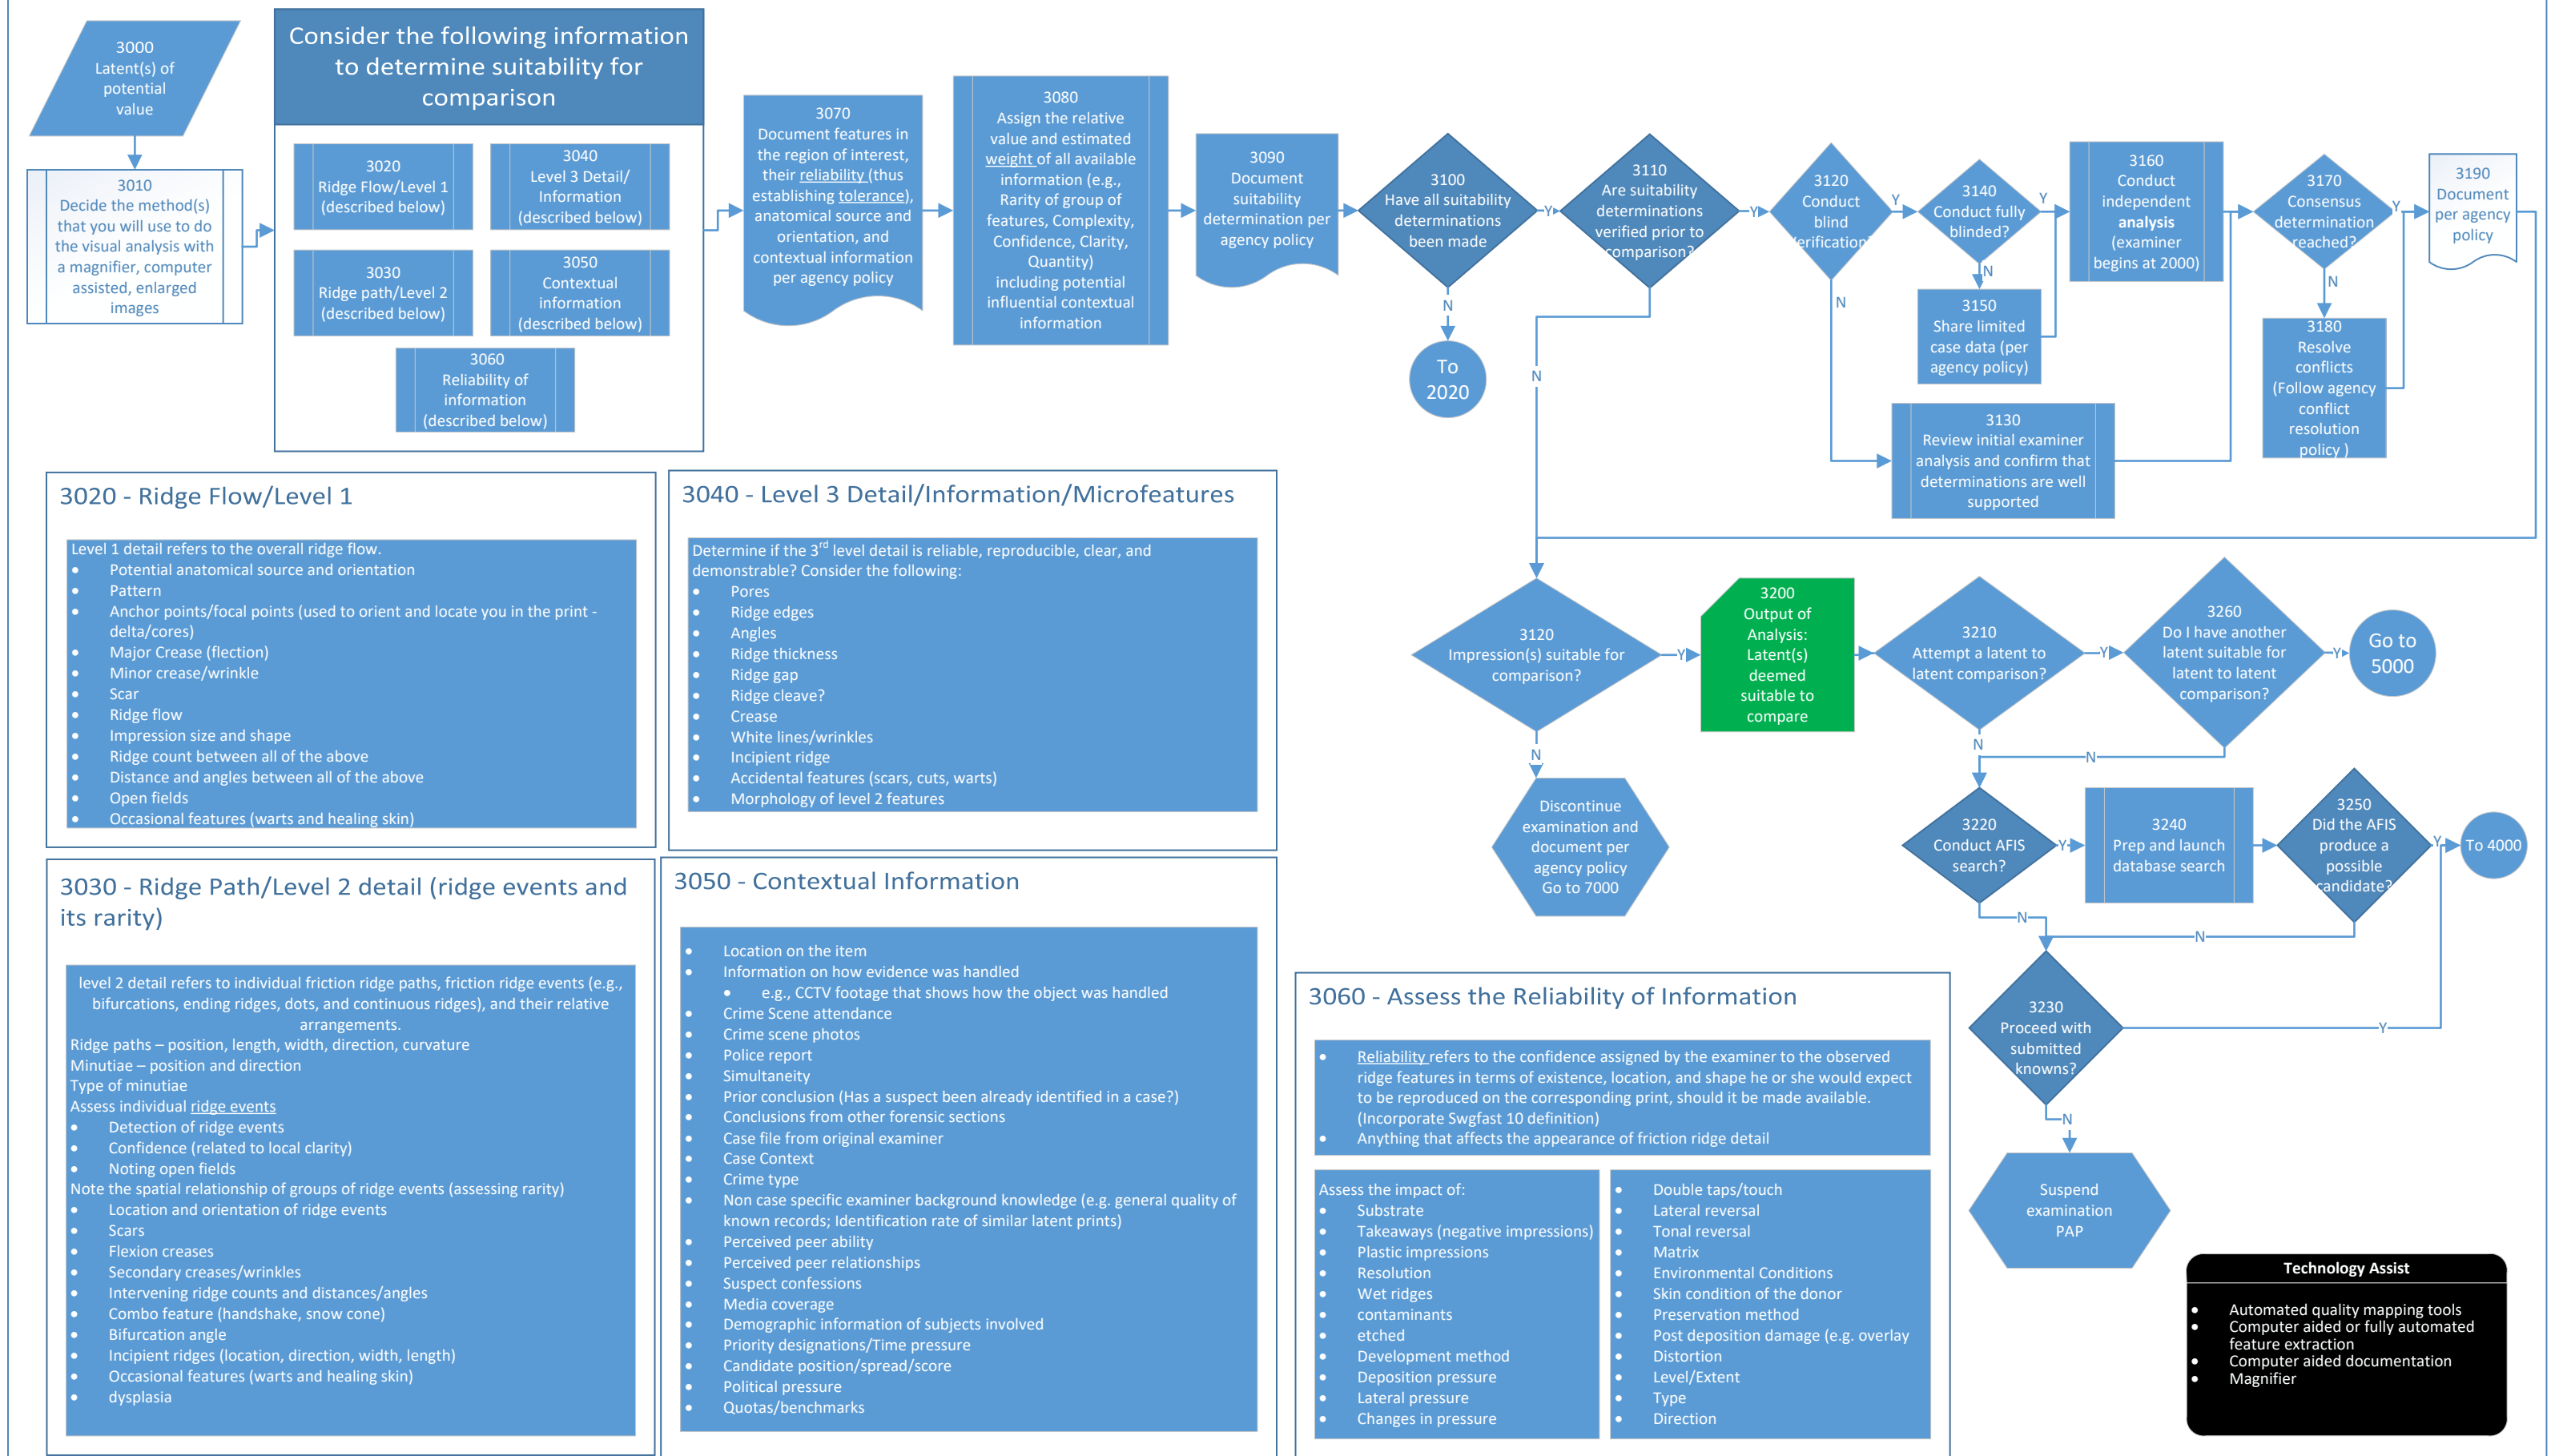 3000
Latent(s) of
potential
value
3010
Decide the method(s)
that you will use to do
the visual analysis with
a magnifier, computer
assisted, enlarged
images
Consider the following information
to determine suitability for
comparison
3020
Ridge Flow/Level 1
(described below)
3040
Level 3 Detail/
Information
(described below)
3030
Ridge path/Level 2
(described below)
3050
Contextual
information
(described below)
3060
Reliability of
information
(described below)
3070
Document features in
the region of interest,
their reliability (thus
establishing tolerance),
anatomical source and
orientation, and
contextual information
per agency policy
3080
Assign the relative
value and estimated
weight of all available
information (e.g.,
Rarity of group of
features, Complexity,
Confidence, Clarity,
Quantity)
including potential
influential contextual
information
3090
Document
suitability
determination per
agency policy
3100
Have all suitability
determinations
been made
Y
N
To
2020
3110
Are suitability
determinations
verified prior to
comparison?
Y
N
3120
Conduct
blind
verification?
Y
N
3140
Conduct fully
blinded?
Y
N
3150
Share limited
case data (per
agency policy)
3130
Review initial examiner
analysis and confirm that
determinations are well
supported
3160
Conduct
independent
analysis
(examiner
begins at 2000)
3170
Consensus
determination
reached?
Y
N
3180
Resolve
conflicts
(Follow agency
conflict
resolution
policy )
3190
Document
per agency
policy
3020 - Ridge Flow/Level 1
Level 1 detail refers to the overall ridge flow.
• Potential anatomical source and orientation
• Pattern
• Anchor points/focal points (used to orient and locate you in the print -
delta/cores)
• Major Crease (flection)
• Minor crease/wrinkle
• Scar
• Ridge flow
• Impression size and shape
• Ridge count between all of the above
• Distance and angles between all of the above
• Open fields
• Occasional features (warts and healing skin)
3040 - Level 3 Detail/Information/Microfeatures
Determine if the 3rd level detail is reliable, reproducible, clear, and
demonstrable? Consider the following:
• Pores
• Ridge edges
• Angles
• Ridge thickness
• Ridge gap
• Ridge cleave?
• Crease
• White lines/wrinkles
• Incipient ridge
• Accidental features (scars, cuts, warts)
• Morphology of level 2 features
3030 - Ridge Path/Level 2 detail (ridge events and
its rarity)
level 2 detail refers to individual friction ridge paths, friction ridge events (e.g.,
bifurcations, ending ridges, dots, and continuous ridges), and their relative
arrangements.
Ridge paths – position, length, width, direction, curvature
Minutiae – position and direction
Type of minutiae
Assess individual ridge events
• Detection of ridge events
• Confidence (related to local clarity)
• Noting open fields
Note the spatial relationship of groups of ridge events (assessing rarity)
• Location and orientation of ridge events
• Scars
• Flexion creases
• Secondary creases/wrinkles
• Intervening ridge counts and distances/angles
• Combo feature (handshake, snow cone)
• Bifurcation angle
• Incipient ridges (location, direction, width, length)
• Occasional features (warts and healing skin)
• dysplasia
3050 - Contextual Information
• Location on the item
• Information on how evidence was handled
• e.g., CCTV footage that shows how the object was handled
• Crime Scene attendance
• Crime scene photos
• Police report
• Simultaneity
• Prior conclusion (Has a suspect been already identified in a case?)
• Conclusions from other forensic sections
• Case file from original examiner
• Case Context
• Crime type
• Non case specific examiner background knowledge (e.g. general quality of
known records; Identification rate of similar latent prints)
• Perceived peer ability
• Perceived peer relationships
• Suspect confessions
• Media coverage
• Demographic information of subjects involved
• Priority designations/Time pressure
• Candidate position/spread/score
• Political pressure
• Quotas/benchmarks
3120
Impression(s) suitable for
comparison?
Y
N
Discontinue
examination and
document per
agency policy
Go to 7000
3200
Output of
Analysis:
Latent(s)
deemed
suitable to
compare
3210
Attempt a latent to
latent comparison?
Y
N
3260
Do I have another
latent suitable for
latent to latent
comparison?
Y
N
Go to
5000
3220
Conduct AFIS
search?
Y
N
3240
Prep and launch
database search
3250
Did the AFIS
produce a
possible
candidate?
Y
N
To 4000
3230
Proceed with
submitted
knowns?
Y
N
Suspend
examination
PAP
3060 - Assess the Reliability of Information
• Reliability refers to the confidence assigned by the examiner to the observed
ridge features in terms of existence, location, and shape he or she would expect
to be reproduced on the corresponding print, should it be made available.
(Incorporate Swgfast 10 definition)
• Anything that affects the appearance of friction ridge detail
Assess the impact of:
• Substrate
• Takeaways (negative impressions)
• Plastic impressions
• Resolution
• Wet ridges
• contaminants
• etched
• Development method
• Deposition pressure
• Lateral pressure
• Changes in pressure
• Double taps/touch
• Lateral reversal
• Tonal reversal
• Matrix
• Environmental Conditions
• Skin condition of the donor
• Preservation method
• Post deposition damage (e.g. overlay
• Distortion
• Level/Extent
• Type
• Direction
Technology Assist
• Automated quality mapping tools
• Computer aided or fully automated
feature extraction
• Computer aided documentation
• Magnifier